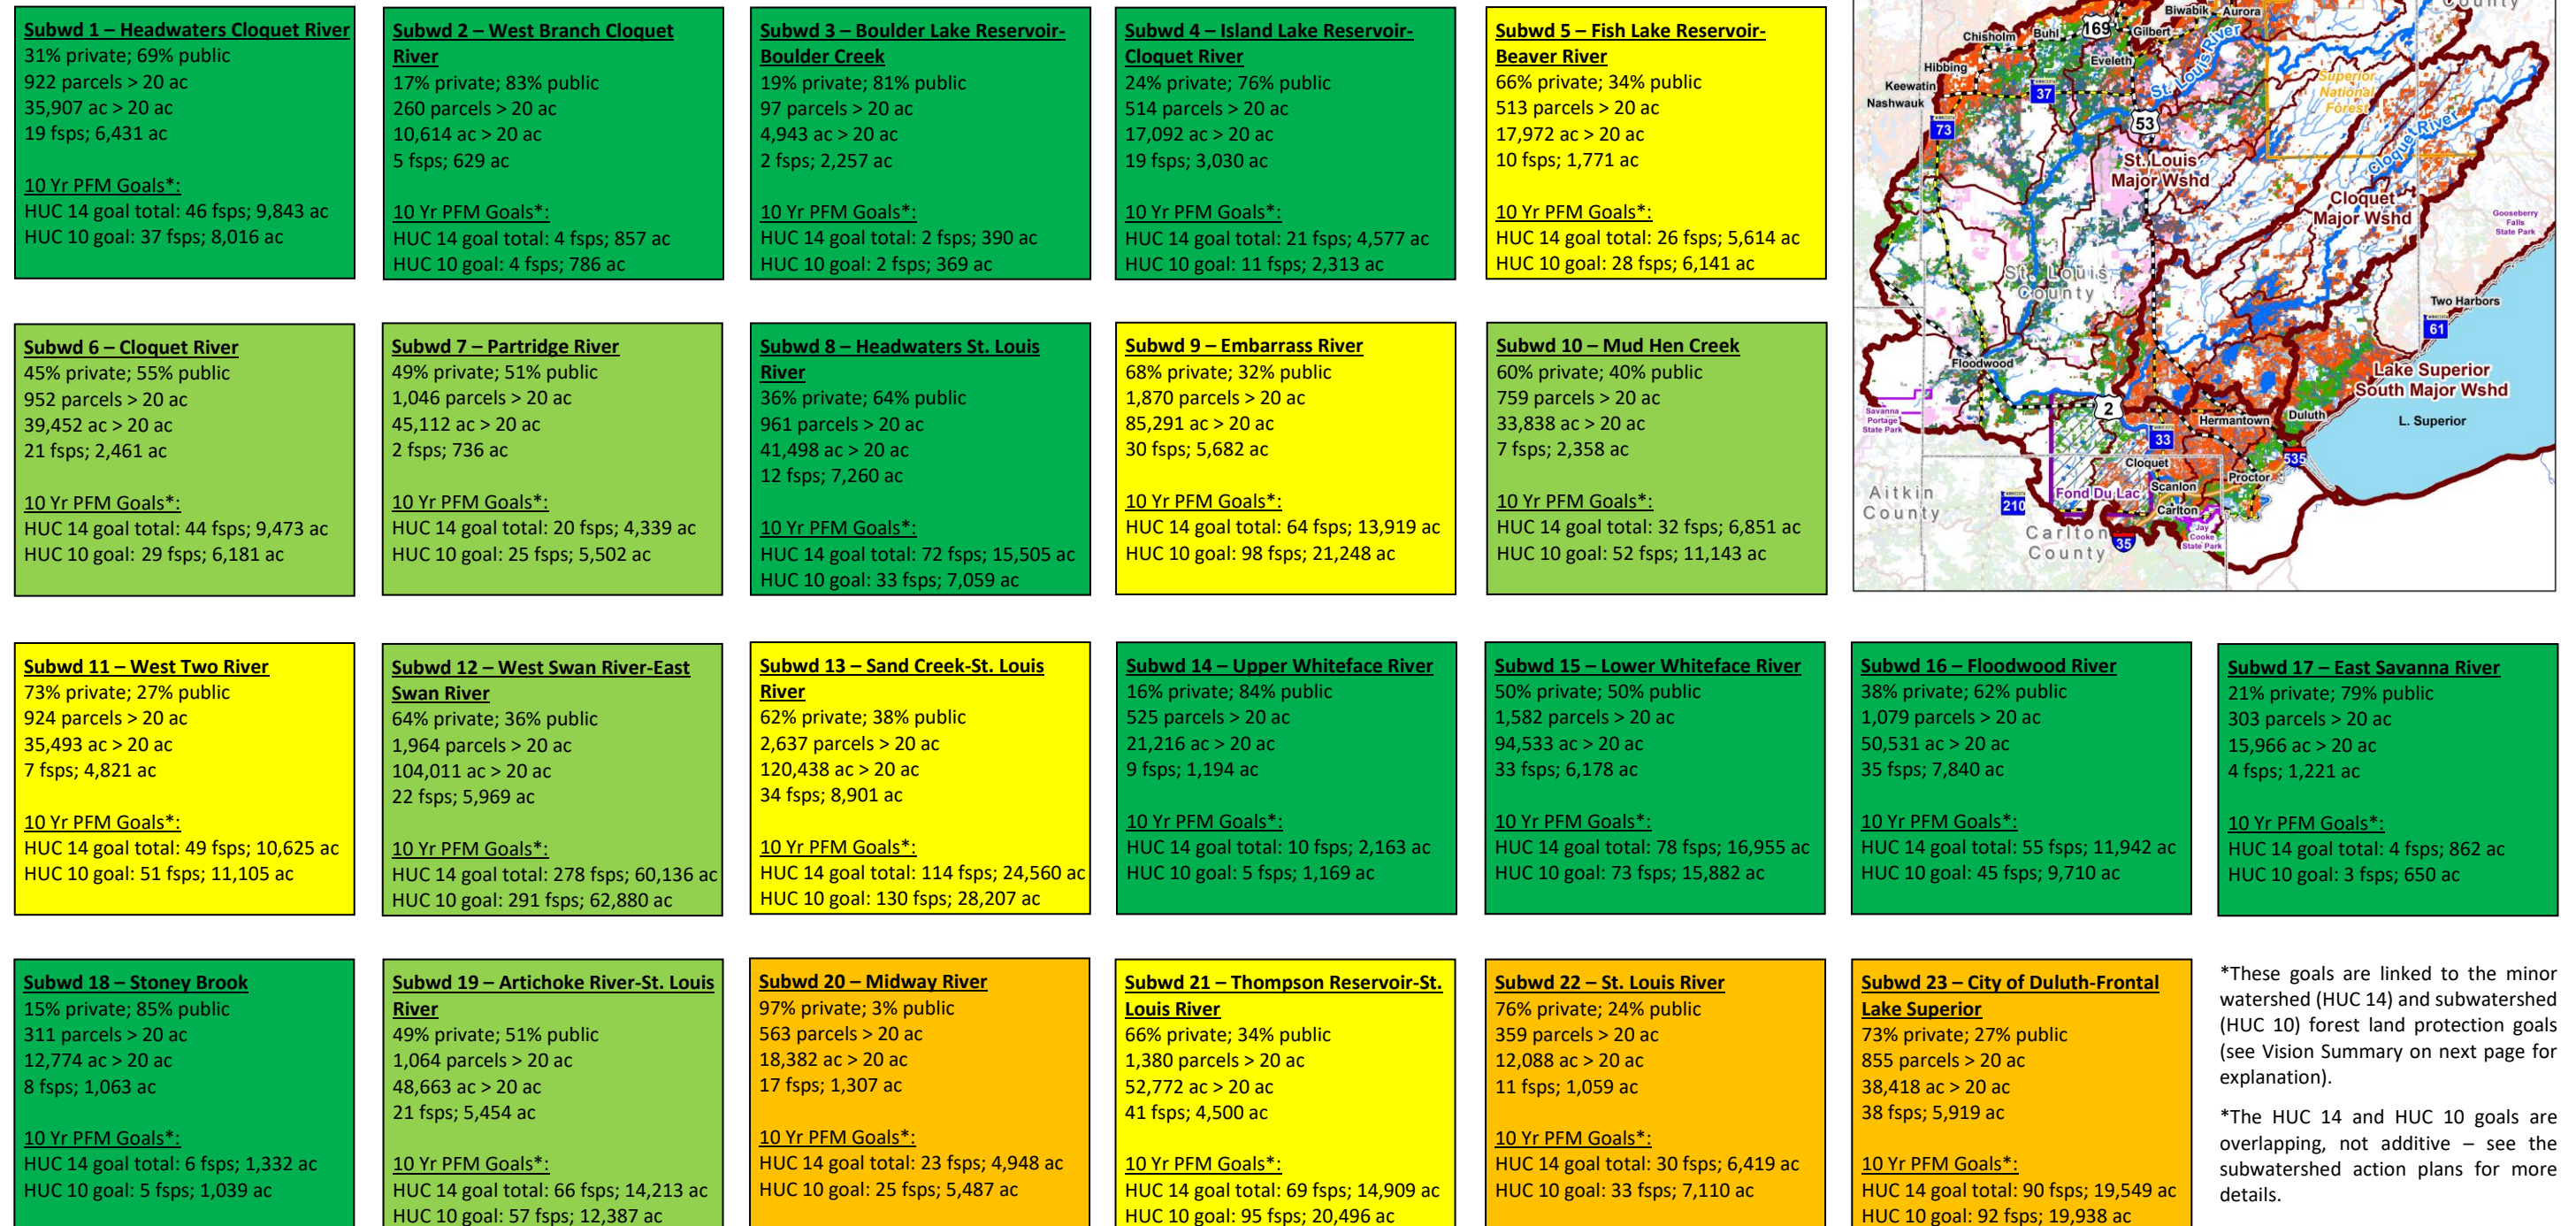 Subwd 1 – Headwaters Cloquet River
31% private; 69% public
922 parcels > 20 ac
35,907 ac > 20 ac
19 fsps; 6,431 ac
10 Yr PFM Goals*:
HUC 14 goal total: 46 fsps; 9,843 ac
HUC 10 goal: 37 fsps; 8,016 ac
Subwd 2 – West Branch Cloquet
River
17% private; 83% public
260 parcels > 20 ac
10,614 ac > 20 ac
5 fsps; 629 ac
10 Yr PFM Goals*:
HUC 14 goal total: 4 fsps; 857 ac
HUC 10 goal: 4 fsps; 786 ac
Subwd 3 – Boulder Lake Reservoir-
Boulder Creek
19% private; 81% public
97 parcels > 20 ac
4,943 ac > 20 ac
2 fsps; 2,257 ac
10 Yr PFM Goals*:
HUC 14 goal total: 2 fsps; 390 ac
HUC 10 goal: 2 fsps; 369 ac
Subwd 4 – Island Lake Reservoir-
Cloquet River
24% private; 76% public
514 parcels > 20 ac
17,092 ac > 20 ac
19 fsps; 3,030 ac
10 Yr PFM Goals*:
HUC 14 goal total: 21 fsps; 4,577 ac
HUC 10 goal: 11 fsps; 2,313 ac
Subwd 5 – Fish Lake Reservoir-
Beaver River
66% private; 34% public
513 parcels > 20 ac
17,972 ac > 20 ac
10 fsps; 1,771 ac
10 Yr PFM Goals*:
HUC 14 goal total: 26 fsps; 5,614 ac
HUC 10 goal: 28 fsps; 6,141 ac
County
Biwabik
Aurora
Chisholm
Buhl
169
Gilbert
Eveleth
Hibbing
Keewatin
Nashwauk
37
St. Louis River
Superior
National
Forest
73
53
Cloquet River
St. Louis
Major Wshd
Cloquet
Major Wshd
Gooseberry
Falls
State Park
St. Louis
County
Two Harbors
61
Floodwood
Lake Superior
South Major Wshd
Savanna
Portage
State Park
2
Duluth
Hermantown
L. Superior
33
535
Cloquet
Proctor
Aitkin
County
Fond Du Lac
Scanlon
210
Carlton
Jay
Cooke
State Park
Carlton
County
35
Subwd 6 – Cloquet River
45% private; 55% public
952 parcels > 20 ac
39,452 ac > 20 ac
21 fsps; 2,461 ac
10 Yr PFM Goals*:
HUC 14 goal total: 44 fsps; 9,473 ac
HUC 10 goal: 29 fsps; 6,181 ac
Subwd 7 – Partridge River
49% private; 51% public
1,046 parcels > 20 ac
45,112 ac > 20 ac
2 fsps; 736 ac
10 Yr PFM Goals*:
HUC 14 goal total: 20 fsps; 4,339 ac
HUC 10 goal: 25 fsps; 5,502 ac
Subwd 8 – Headwaters St. Louis
River
36% private; 64% public
961 parcels > 20 ac
41,498 ac > 20 ac
12 fsps; 7,260 ac
10 Yr PFM Goals*:
HUC 14 goal total: 72 fsps; 15,505 ac
HUC 10 goal: 33 fsps; 7,059 ac
Subwd 9 – Embarrass River
68% private; 32% public
1,870 parcels > 20 ac
85,291 ac > 20 ac
30 fsps; 5,682 ac
10 Yr PFM Goals*:
HUC 14 goal total: 64 fsps; 13,919 ac
HUC 10 goal: 98 fsps; 21,248 ac
Subwd 10 – Mud Hen Creek
60% private; 40% public
759 parcels > 20 ac
33,838 ac > 20 ac
7 fsps; 2,358 ac
10 Yr PFM Goals*:
HUC 14 goal total: 32 fsps; 6,851 ac
HUC 10 goal: 52 fsps; 11,143 ac
Subwd 11 – West Two River
73% private; 27% public
924 parcels > 20 ac
35,493 ac > 20 ac
7 fsps; 4,821 ac
10 Yr PFM Goals*:
HUC 14 goal total: 49 fsps; 10,625 ac
HUC 10 goal: 51 fsps; 11,105 ac
Subwd 12 – West Swan River-East
Swan River
64% private; 36% public
1,964 parcels > 20 ac
104,011 ac > 20 ac
22 fsps; 5,969 ac
10 Yr PFM Goals*:
HUC 14 goal total: 278 fsps; 60,136 ac
HUC 10 goal: 291 fsps; 62,880 ac
Subwd 13 – Sand Creek-St. Louis
River
62% private; 38% public
2,637 parcels > 20 ac
120,438 ac > 20 ac
34 fsps; 8,901 ac
10 Yr PFM Goals*:
HUC 14 goal total: 114 fsps; 24,560 ac
HUC 10 goal: 130 fsps; 28,207 ac
Subwd 14 – Upper Whiteface River
16% private; 84% public
525 parcels > 20 ac
21,216 ac > 20 ac
9 fsps; 1,194 ac
10 Yr PFM Goals*:
HUC 14 goal total: 10 fsps; 2,163 ac
HUC 10 goal: 5 fsps; 1,169 ac
Subwd 15 – Lower Whiteface River
50% private; 50% public
1,582 parcels > 20 ac
94,533 ac > 20 ac
33 fsps; 6,178 ac
10 Yr PFM Goals*:
HUC 14 goal total: 78 fsps; 16,955 ac
HUC 10 goal: 73 fsps; 15,882 ac
Subwd 16 – Floodwood River
38% private; 62% public
1,079 parcels > 20 ac
50,531 ac > 20 ac
35 fsps; 7,840 ac
10 Yr PFM Goals*:
HUC 14 goal total: 55 fsps; 11,942 ac
HUC 10 goal: 45 fsps; 9,710 ac
Subwd 17 – East Savanna River
21% private; 79% public
303 parcels > 20 ac
15,966 ac > 20 ac
4 fsps; 1,221 ac
10 Yr PFM Goals*:
HUC 14 goal total: 4 fsps; 862 ac
HUC 10 goal: 3 fsps; 650 ac
Subwd 18 – Stoney Brook
15% private; 85% public
311 parcels > 20 ac
12,774 ac > 20 ac
8 fsps; 1,063 ac
10 Yr PFM Goals*:
HUC 14 goal total: 6 fsps; 1,332 ac
HUC 10 goal: 5 fsps; 1,039 ac
Subwd 19 – Artichoke River-St. Louis
River
49% private; 51% public
1,064 parcels > 20 ac
48,663 ac > 20 ac
21 fsps; 5,454 ac
10 Yr PFM Goals*:
HUC 14 goal total: 66 fsps; 14,213 ac
HUC 10 goal: 57 fsps; 12,387 ac
Subwd 20 – Midway River
97% private; 3% public
563 parcels > 20 ac
18,382 ac > 20 ac
17 fsps; 1,307 ac
10 Yr PFM Goals*:
HUC 14 goal total: 23 fsps; 4,948 ac
HUC 10 goal: 25 fsps; 5,487 ac
Subwd 21 – Thompson Reservoir-St.
Louis River
66% private; 34% public
1,380 parcels > 20 ac
52,772 ac > 20 ac
41 fsps; 4,500 ac
10 Yr PFM Goals*:
HUC 14 goal total: 69 fsps; 14,909 ac
HUC 10 goal: 95 fsps; 20,496 ac
Subwd 22 – St. Louis River
76% private; 24% public
359 parcels > 20 ac
12,088 ac > 20 ac
11 fsps; 1,059 ac
10 Yr PFM Goals*:
HUC 14 goal total: 30 fsps; 6,419 ac
HUC 10 goal: 33 fsps; 7,110 ac
Subwd 23 – City of Duluth-Frontal
Lake Superior
73% private; 27% public
855 parcels > 20 ac
38,418 ac > 20 ac
38 fsps; 5,919 ac
10 Yr PFM Goals*:
HUC 14 goal total: 90 fsps; 19,549 ac
HUC 10 goal: 92 fsps; 19,938 ac
*These goals are linked to the minor
watershed (HUC 14) and subwatershed
(HUC 10) forest land protection goals
(see Vision Summary on next page for
explanation).
*The HUC 14 and HUC 10 goals are
overlapping, not additive – see the
subwatershed action plans for more
details.